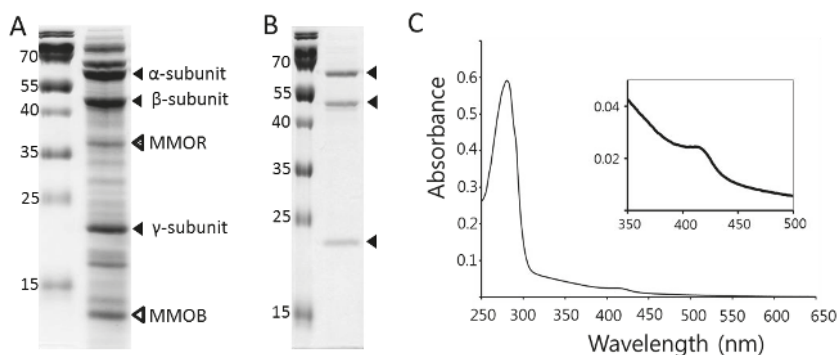 A
70
55
40
35
25
15
α-subunit
β-subunit
MMOR
γ-subunit
MMOB
B
70
55
40
35
25
15
C
Absorbance
0.6
0.5
0.4
0.3
0.2
0.1
250 300 350 400 450 500 550 600 650
Wavelength (nm)
0.04
0.02
350 400 450 500